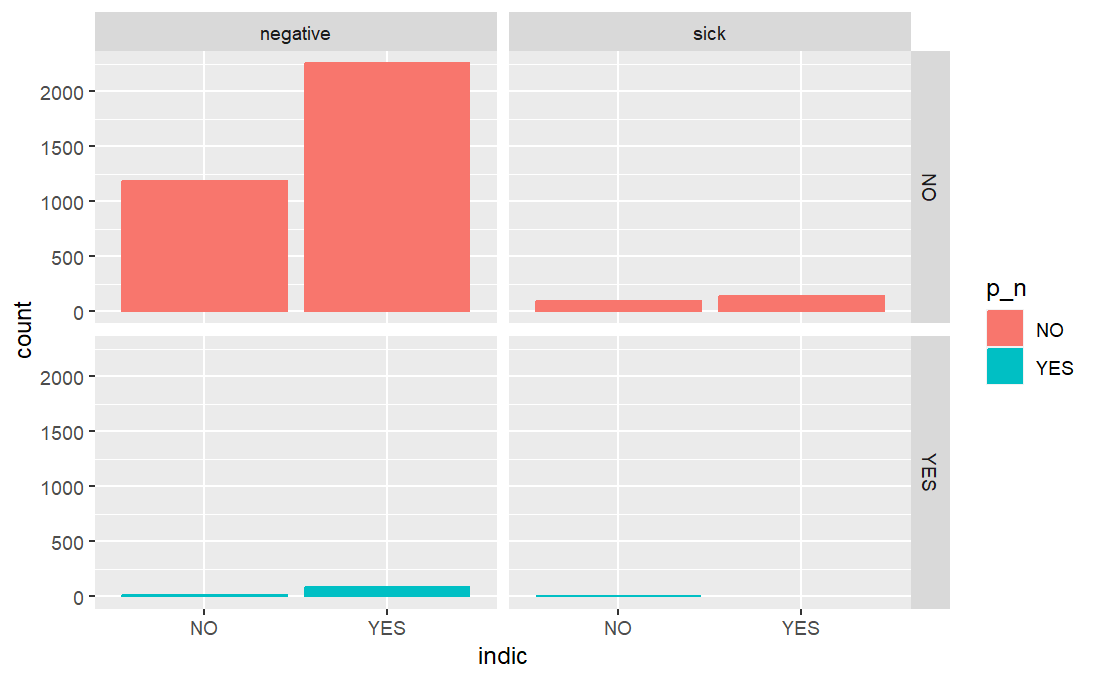 negative
sick
2000
1500
1000
500
0
NO
2000
1500
1000
500
0
YES
NO
YES
NO
YES
indic
count
p_n
NO
YES